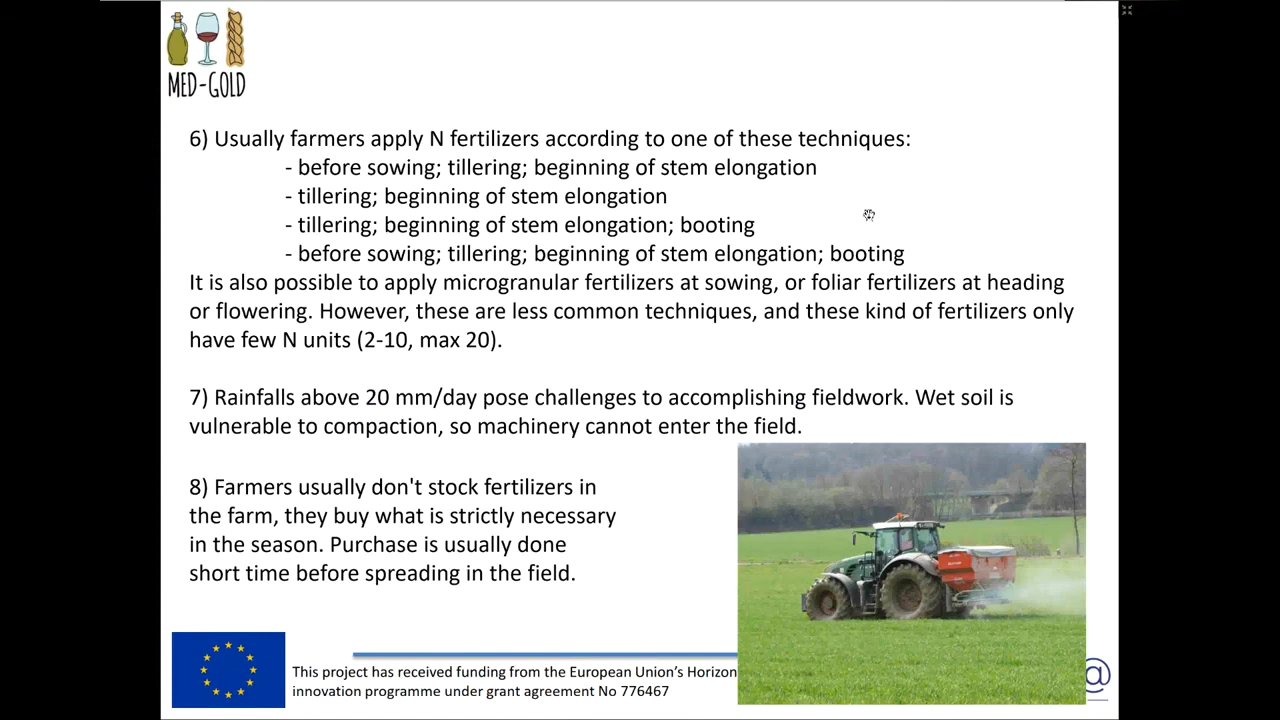 MED-GOLD
6) Usually farmers apply N fertilizers according to one of these techniques:
- before sowing; tillering; beginning of stem elongation
- tillering; beginning of stem elongation
- tillering; beginning of stem elongation; booting
- before sowing; tillering; beginning of stem elongation; booting
It is also possible to apply microgranular fertilizers at sowing, or foliar fertilizers at heading
or flowering. However, these are less common techniques, and these kind of fertilizers only
have few N units (2-10, max 20).
7) Rainfalls above 20 mm/day pose challenges to accomplishing fieldwork. Wet soil is
vulnerable to compaction, so machinery cannot enter the field.
8) Farmers usually don't stock fertilizers in
the farm, they buy what is strictly necessary
in the season. Purchase is usually done
short time before spreading in the field.
This project has received funding from the European Union’s Horizon
innovation programme under grant agreement No 776467
@